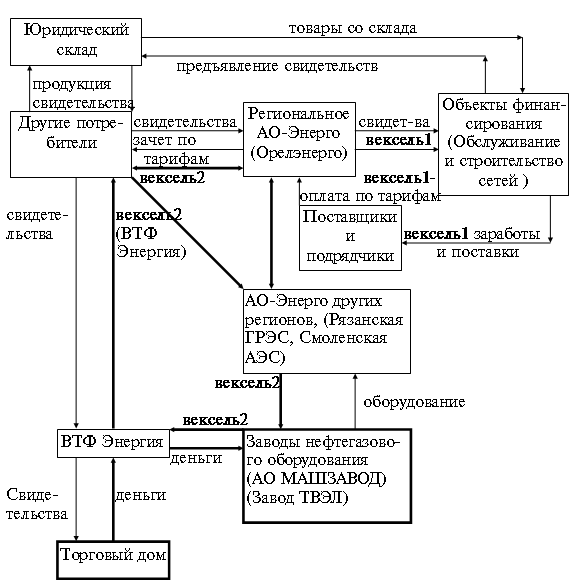 Юридический
склад
товары со склада
предъявление свидетельств
продукция
свидетельства
Другие потре-
бители
свидетельства
зачет по
тарифам
вексель2
Региональное
АО-Энерго
(Орелэнерго)
свидет-ва
вексель1
Объекты финан-
сирования
(Обслуживание
и строительство
сетей )
вексель1-
оплата по тарифам
Поставщики
и
подрядчики
вексель1 заработы
и поставки
свидете-
льства
вексель2
(ВТФ
Энергия)
АО-Энерго других
регионов, (Рязанская
ГРЭС, Смоленская
АЭС)
вексель2
оборудование
вексель2
ВТФ Энергия
деньги
Заводы нефтегазово-
вого оборудования
(АО МАШЗАВОД)
(Завод ТВЭЛ)
Свиде-
тельства
деньги
Торговый дом